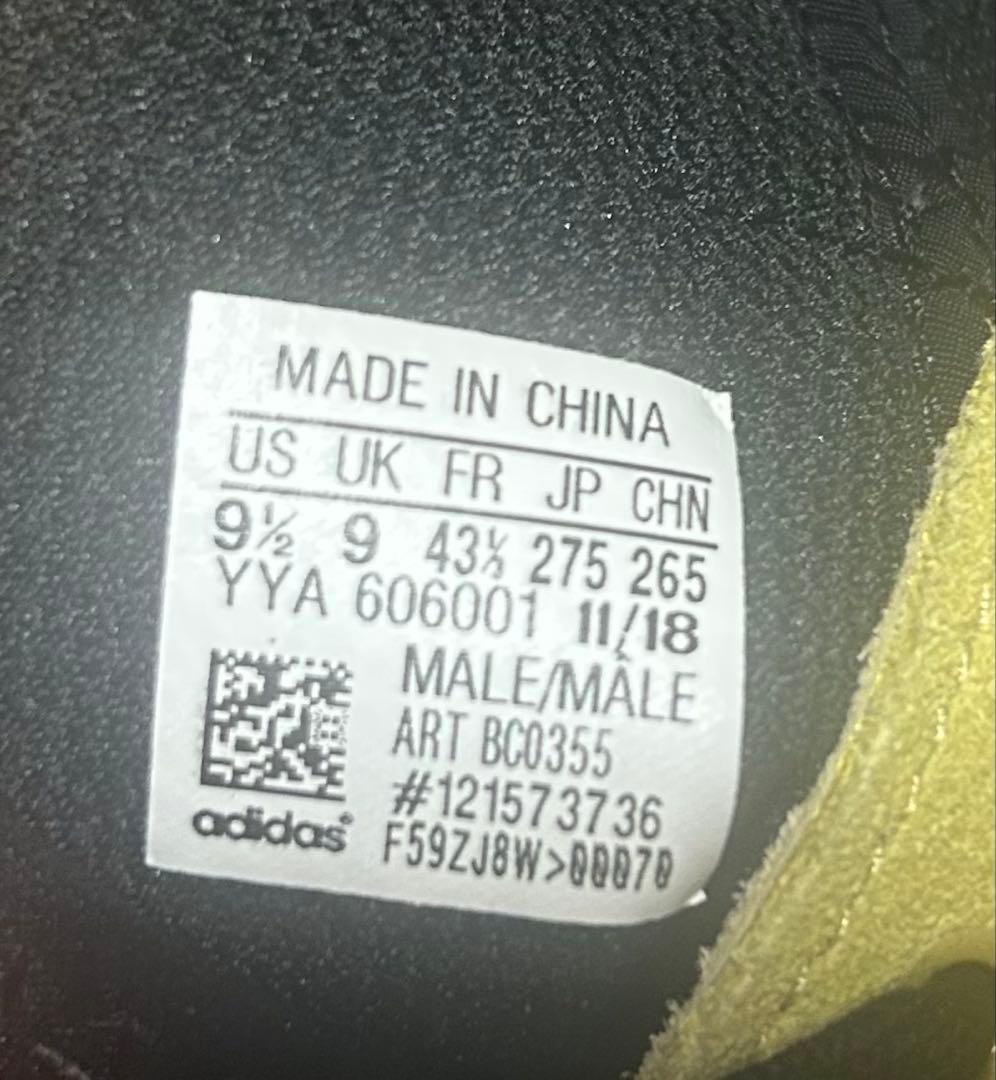 MADE IN CHINA
US UK FR JP CHN
9½ 9 43⅓ 275 265
YYA 606001 11/18
MALE/MÂLE
ART BC0355
#121573736
F59ZJ8W>00070
adidas®